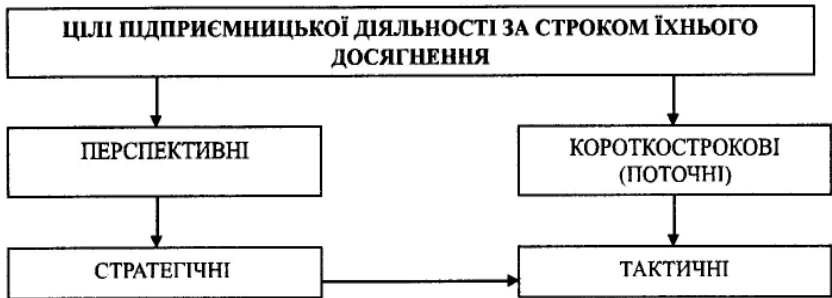 ЦІЛІ ПІДПРИЄМНИЦЬКОЇ ДІЯЛЬНОСТІ ЗА СТРОКОМ ЇХНЬОГО
ДОСЯГНЕННЯ
ПЕРСПЕКТИВНІ
КОРОТКОСТРОКОВІ
(ПОТОЧНІ)
СТРАТЕГІЧНІ
ТАКТИЧНІ